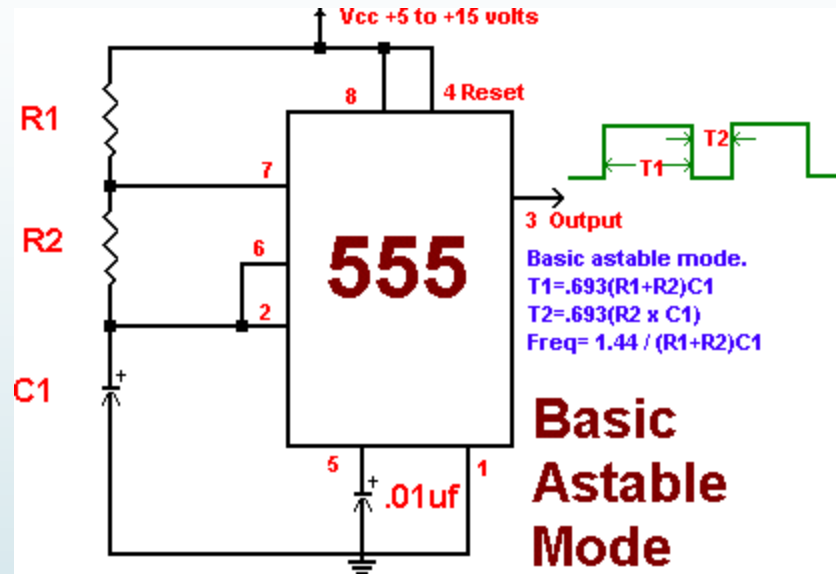 Vcc +5 to +15 volts
8
4 Reset
R1
T2
T1
7
3 Output
R2
6
555
Basic astable mode.
T1=.693(R1+R2)C1
T2=.693(R2 x C1)
Freq= 1.44 / (R1+R2)C1
2
C1
+
Basic
Astable
Mode
5
+
.01uf
1